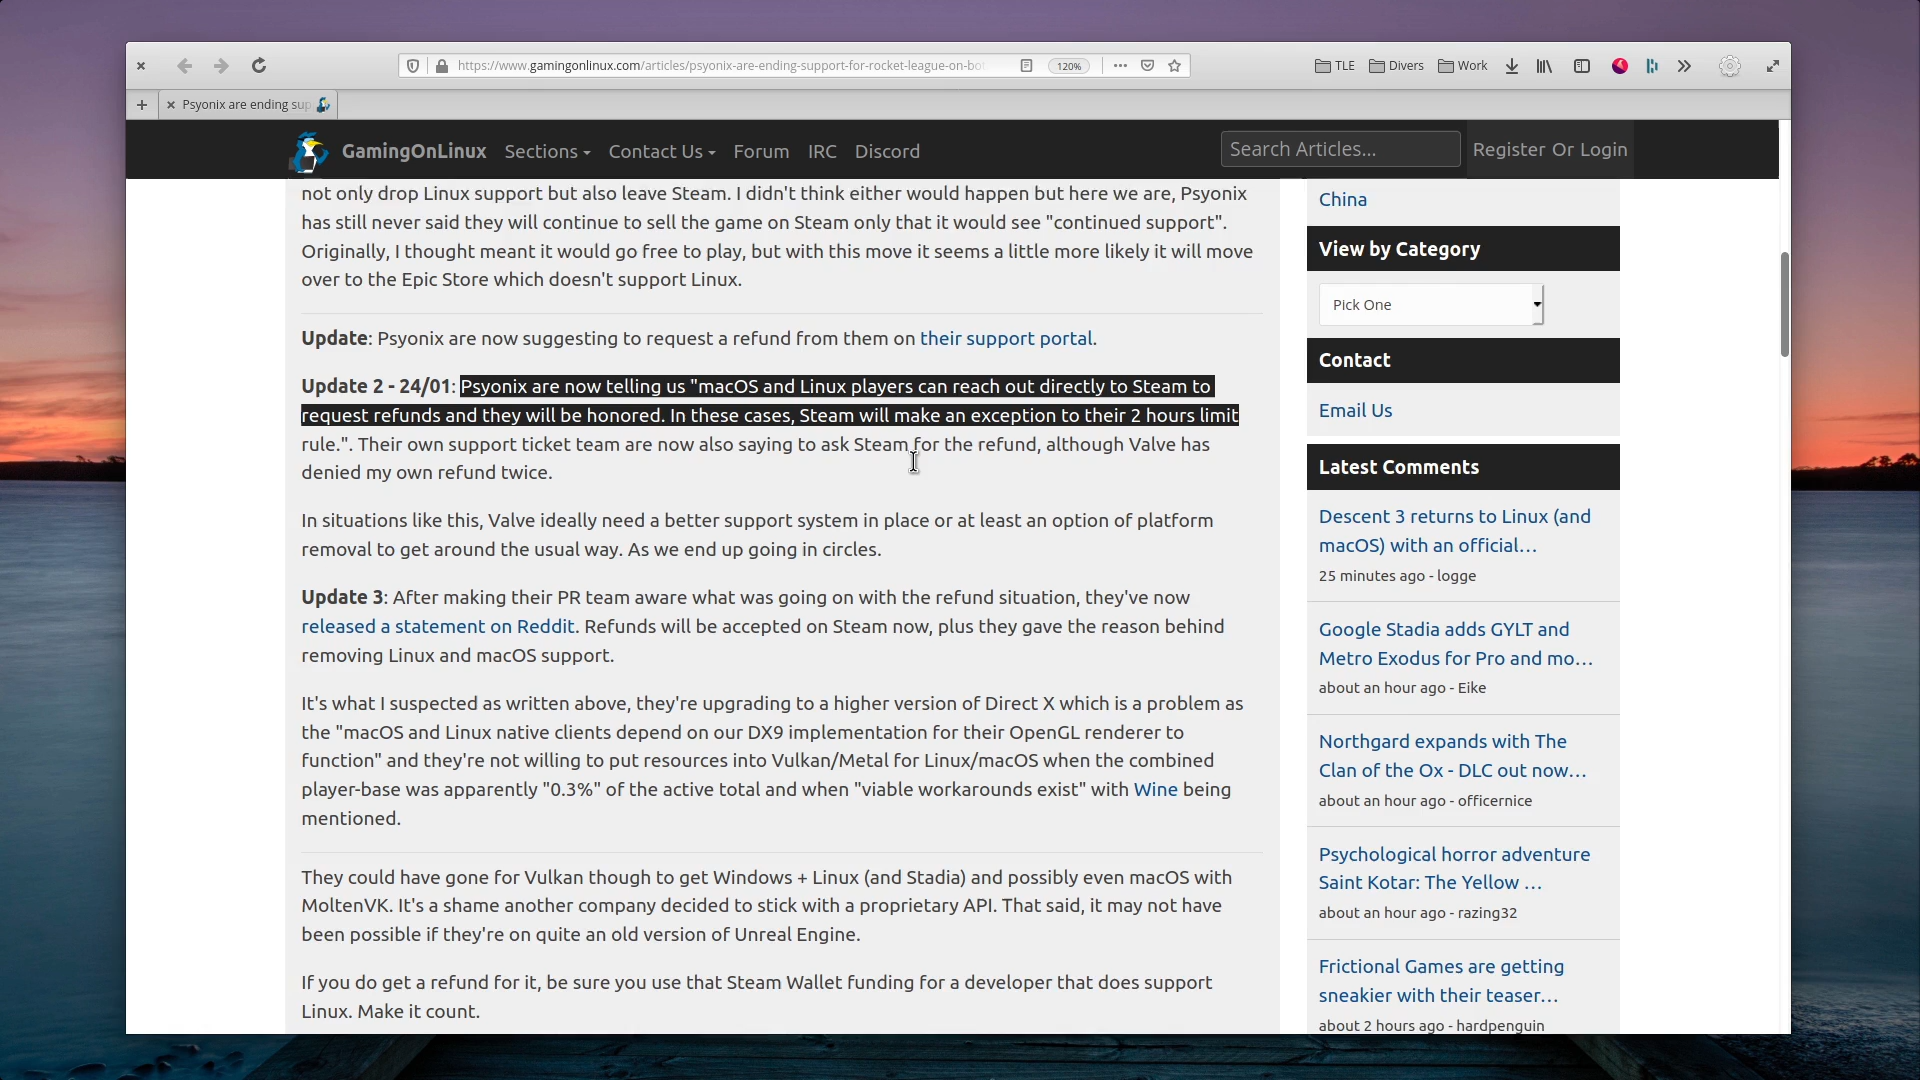 https://www.gamingonlinux.com/articles/psyonix-are-ending-support-for-rocket-league-on-bot
120%
TLE
Divers
Work
Psyonix are ending sup
GamingOnLinux
Sections
Contact Us
Forum
IRC
Discord
Search Articles...
Register Or Login
not only drop Linux support but also leave Steam. I didn't think either would happen but here we are, Psyonix
has still never said they will continue to sell the game on Steam only that it would see "continued support".
Originally, I thought meant it would go free to play, but with this move it seems a little more likely it will move
over to the Epic Store which doesn't support Linux.
Update: Psyonix are now suggesting to request a refund from them on their support portal.
Update 2 - 24/01: Psyonix are now telling us "macOS and Linux players can reach out directly to Steam to
request refunds and they will be honored. In these cases, Steam will make an exception to their 2 hours limit
rule.". Their own support ticket team are now also saying to ask Steam for the refund, although Valve has
denied my own refund twice.
In situations like this, Valve ideally need a better support system in place or at least an option of platform
removal to get around the usual way. As we end up going in circles.
Update 3: After making their PR team aware what was going on with the refund situation, they've now
released a statement on Reddit. Refunds will be accepted on Steam now, plus they gave the reason behind
removing Linux and macOS support.
It's what I suspected as written above, they're upgrading to a higher version of Direct X which is a problem as
the "macOS and Linux native clients depend on our DX9 implementation for their OpenGL renderer to
function" and they're not willing to put resources into Vulkan/Metal for Linux/macOS when the combined
player-base was apparently "0.3%" of the active total and when "viable workarounds exist" with Wine being
mentioned.
They could have gone for Vulkan though to get Windows + Linux (and Stadia) and possibly even macOS with
MoltenVK. It's a shame another company decided to stick with a proprietary API. That said, it may not have
been possible if they're on quite an old version of Unreal Engine.
If you do get a refund for it, be sure you use that Steam Wallet funding for a developer that does support
Linux. Make it count.
China
View by Category
Pick One
Contact
Email Us
Latest Comments
Descent 3 returns to Linux (and
macOS) with an official…
25 minutes ago - logge
Google Stadia adds GYLT and
Metro Exodus for Pro and mo…
about an hour ago - Eike
Northgard expands with The
Clan of the Ox - DLC out now…
about an hour ago - officernice
Psychological horror adventure
Saint Kotar: The Yellow …
about an hour ago - razing32
Frictional Games are getting
sneakier with their teaser…
about 2 hours ago - hardpenguin